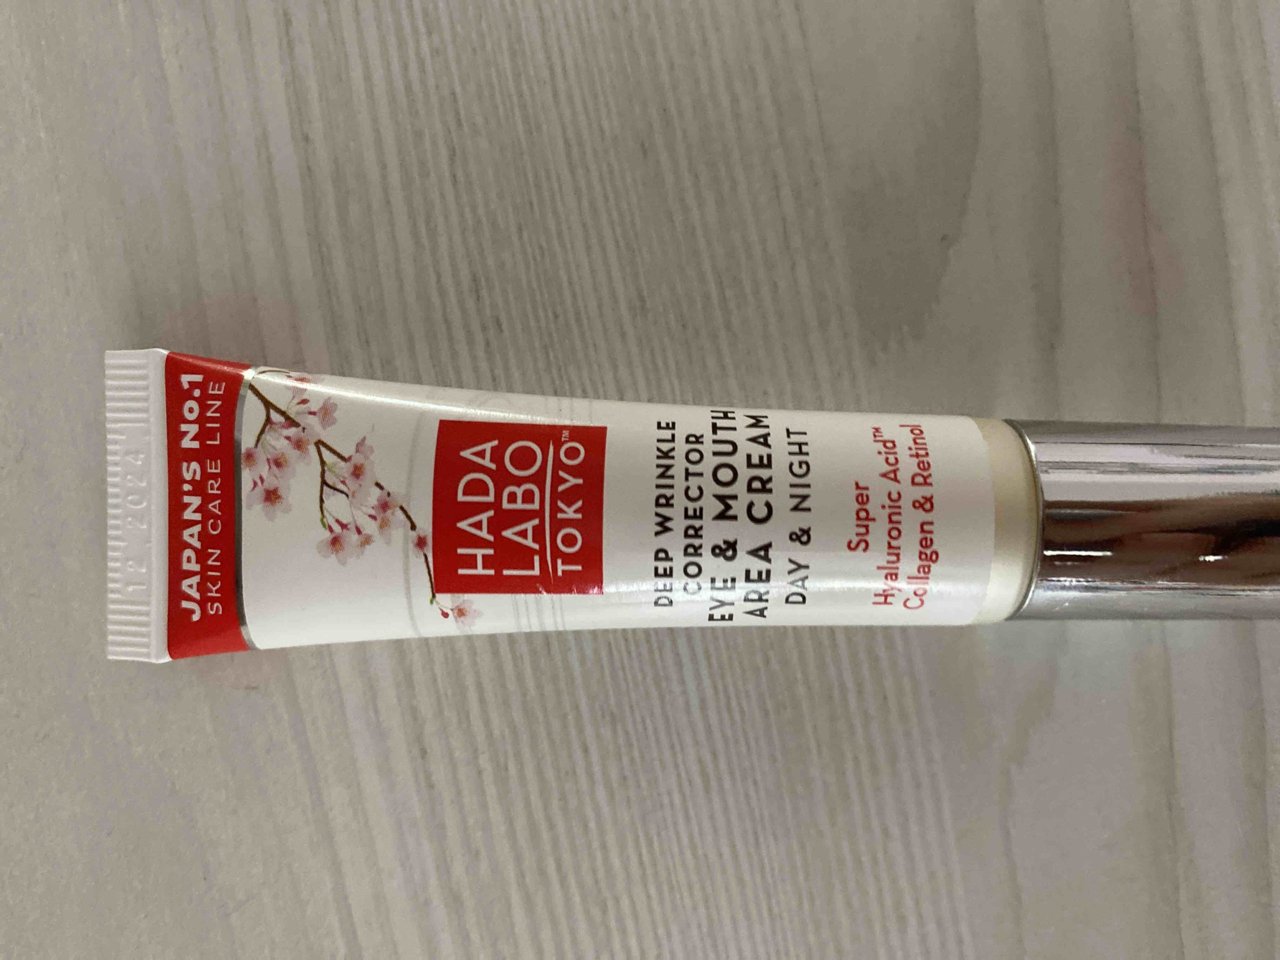 12 2024
JAPAN'S No.1
SKIN CARE LINE
HADA
LABO
TOKYO™
DEEP WRINKLE
CORRECTOR
EYE & MOUTH
AREA CREAM
DAY & NIGHT
Super
Hyaluronic Acid™
Collagen & Retinol